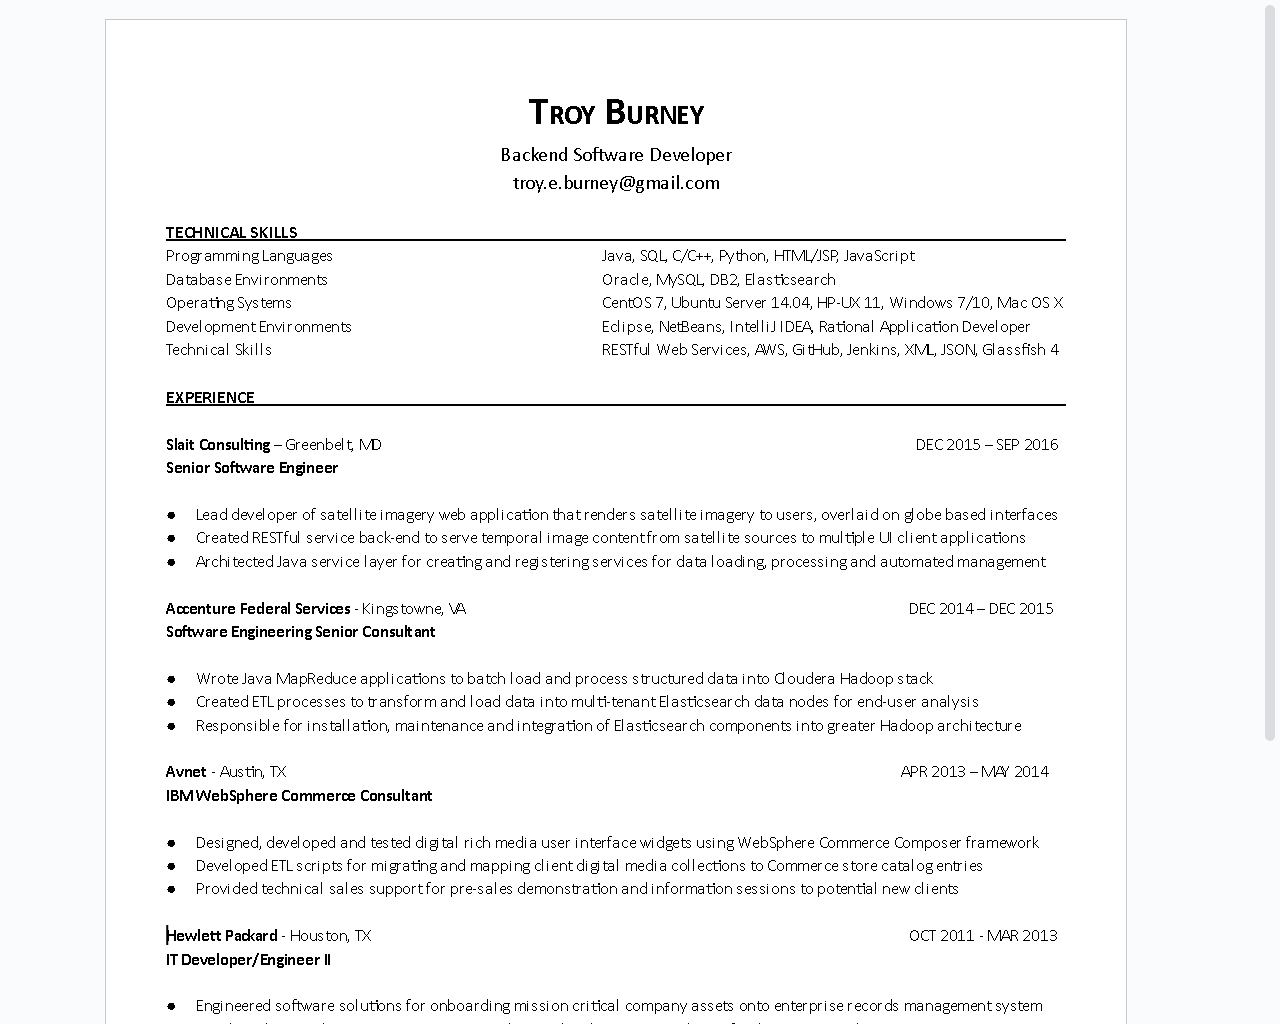 Troy Burney
Backend Software Developer
troy.e.burney@gmail.com
TECHNICAL SKILLS
Programming Languages Java, SQL, C/C++, Python, HTML/JSP, JavaScript
Database Environments Oracle, MySQL, DB2, Elasticsearch
Operating Systems CentOS 7, Ubuntu Server 14.04, HP-UX 11, Windows 7/10, Mac OS X
Development Environments Eclipse, NetBeans, IntelliJ IDEA, Rational Application Developer
Technical Skills RESTful Web Services, AWS, GitHub, Jenkins, XML, JSON, Glassfish 4
EXPERIENCE
Slait Consulting – Greenbelt, MD DEC 2015 – SEP 2016
Senior Software Engineer
● Lead developer of satellite imagery web application that renders satellite imagery to users, overlaid on globe based interfaces
● Created RESTful service back-end to serve temporal image content from satellite sources to multiple UI client applications
● Architected Java service layer for creating and registering services for data loading, processing and automated management
Accenture Federal Services - Kingstowne, VA DEC 2014 – DEC 2015
Software Engineering Senior Consultant
● Wrote Java MapReduce applications to batch load and process structured data into Cloudera Hadoop stack
● Created ETL processes to transform and load data into multi-tenant Elasticsearch data nodes for end-user analysis
● Responsible for installation, maintenance and integration of Elasticsearch components into greater Hadoop architecture
Avnet - Austin, TX APR 2013 – MAY 2014
IBM WebSphere Commerce Consultant
● Designed, developed and tested digital rich media user interface widgets using WebSphere Commerce Composer framework
● Developed ETL scripts for migrating and mapping client digital media collections to Commerce store catalog entries
● Provided technical sales support for pre-sales demonstration and information sessions to potential new clients
Hewlett Packard - Houston, TX OCT 2011 - MAR 2013
IT Developer/Engineer II
● Engineered software solutions for onboarding mission critical company assets onto enterprise records management system